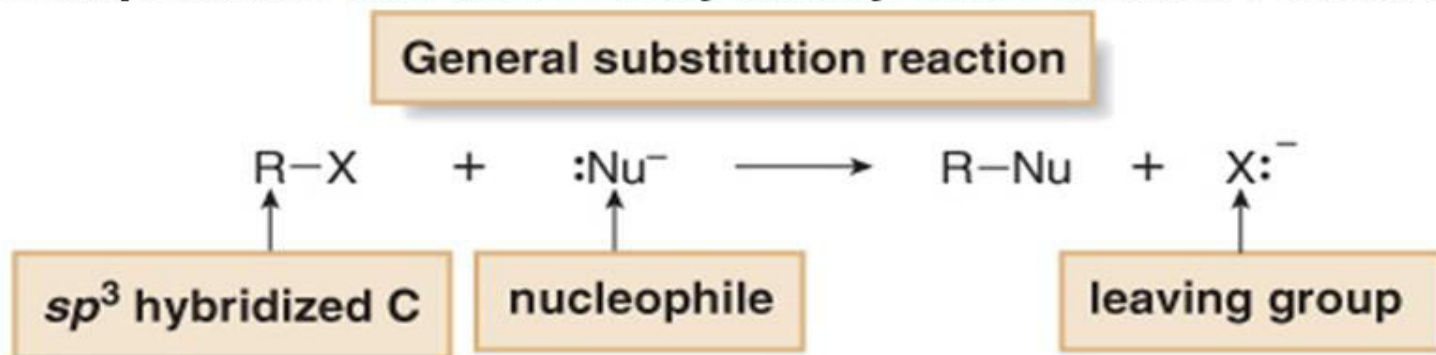 General substitution reaction
R–X + :Nu⁻ ⟶ R–Nu + X:⁻
sp³ hybridized C nucleophile leaving group